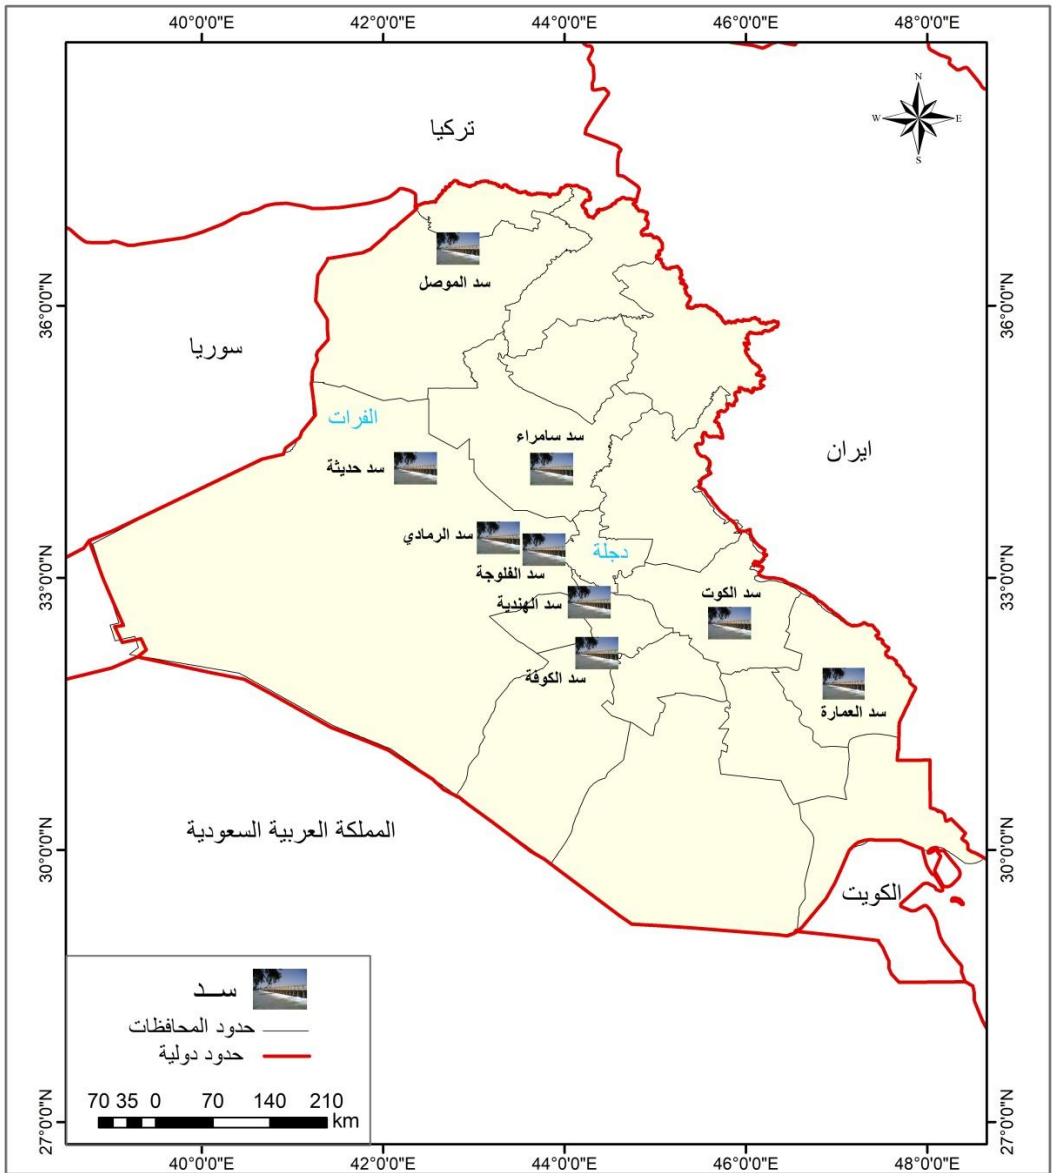 40°0'0"E 42°0'0"E 44°0'0"E 46°0'0"E 48°0'0"E
N
W E
S
تركيا
سد الموصل
36°0'0"N 36°0'0"N
سوريا
الفرات
سد سامراء
ايران
سد حديثة
سد الرمادي
دجلة
سد الفلوجة
33°0'0"N 33°0'0"N
سد الكوت
سد الهندية
سد الكوفة
سد العمارة
المملكة العربية السعودية
30°0'0"N 30°0'0"N
الكويت
ســد
حدود المحافظات
حدود دولية
70 35 0 70 140 210
km
27°0'0"N 27°0'0"N
40°0'0"E 42°0'0"E 44°0'0"E 46°0'0"E 48°0'0"E